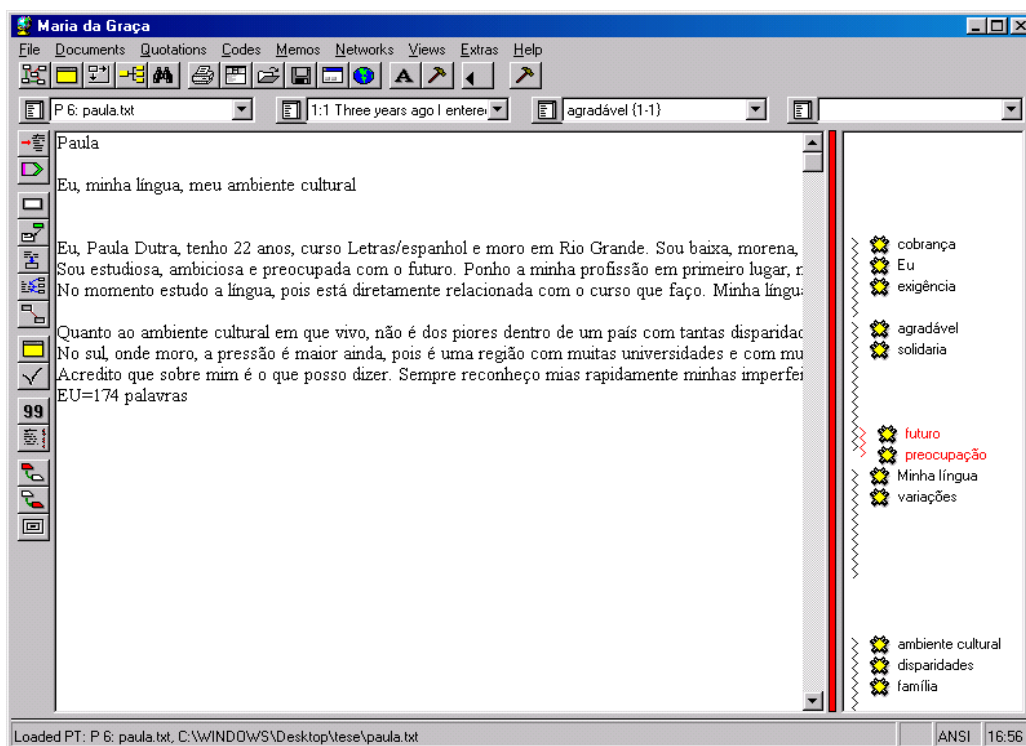 Maria da Graça
File Documents Quotations Codes Memos Networks Views Extras Help
A
P 6: paula.txt 1:1 Three years ago I entere agradável {1-1}
Paula
Eu, minha língua, meu ambiente cultural
Eu, Paula Dutra, tenho 22 anos, curso Letras/espanhol e moro em Rio Grande. Sou baixa, morena,
Sou estudiosa, ambiciosa e preocupada com o futuro. Ponho a minha profissão em primeiro lugar,
No momento estudo a língua, pois está diretamente relacionada com o curso que faço. Minha língu
Quanto ao ambiente cultural em que vivo, não é dos piores dentro de um país com tantas disparidad
No sul, onde moro, a pressão é maior ainda, pois é uma região com muitas universidades e com mu
Acredito que sobre mim é o que posso dizer. Sempre reconheço mias rapidamente minhas imperfei
EU=174 palavras
99
cobrança
Eu
exigência
agradável
solidaria
futuro
preocupação
Minha língua
variações
ambiente cultural
disparidades
família
Loaded PT: P 6: paula.txt, C:\WINDOWS\Desktop\tese\paula.txt ANSI 16:56